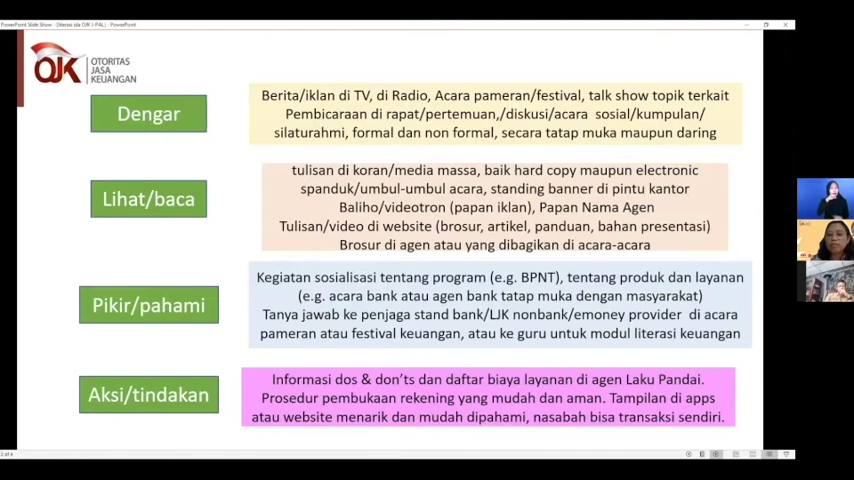 PowerPoint Slide Show - [literasi ida OJK I-PAL] - PowerPoint
OJK
OTORITAS
JASA
KEUANGAN
Dengar
Berita/iklan di TV, di Radio, Acara pameran/festival, talk show topik terkait
Pembicaraan di rapat/pertemuan,/diskusi/acara sosial/kumpulan/
silaturahmi, formal dan non formal, secara tatap muka maupun daring
Lihat/baca
tulisan di koran/media massa, baik hard copy maupun electronic
spanduk/umbul-umbul acara, standing banner di pintu kantor
Baliho/videotron (papan iklan), Papan Nama Agen
Tulisan/video di website (brosur, artikel, panduan, bahan presentasi)
Brosur di agen atau yang dibagikan di acara-acara
Pikir/pahami
Kegiatan sosialisasi tentang program (e.g. BPNT), tentang produk dan layanan
(e.g. acara bank atau agen bank tatap muka dengan masyarakat)
Tanya jawab ke penjaga stand bank/LJK nonbank/emoney provider di acara
pameran atau festival keuangan, atau ke guru untuk modul literasi keuangan
Aksi/tindakan
Informasi dos & don'ts dan daftar biaya layanan di agen Laku Pandai.
Prosedur pembukaan rekening yang mudah dan aman. Tampilan di apps
atau website menarik dan mudah dipahami, nasabah bisa transaksi sendiri.